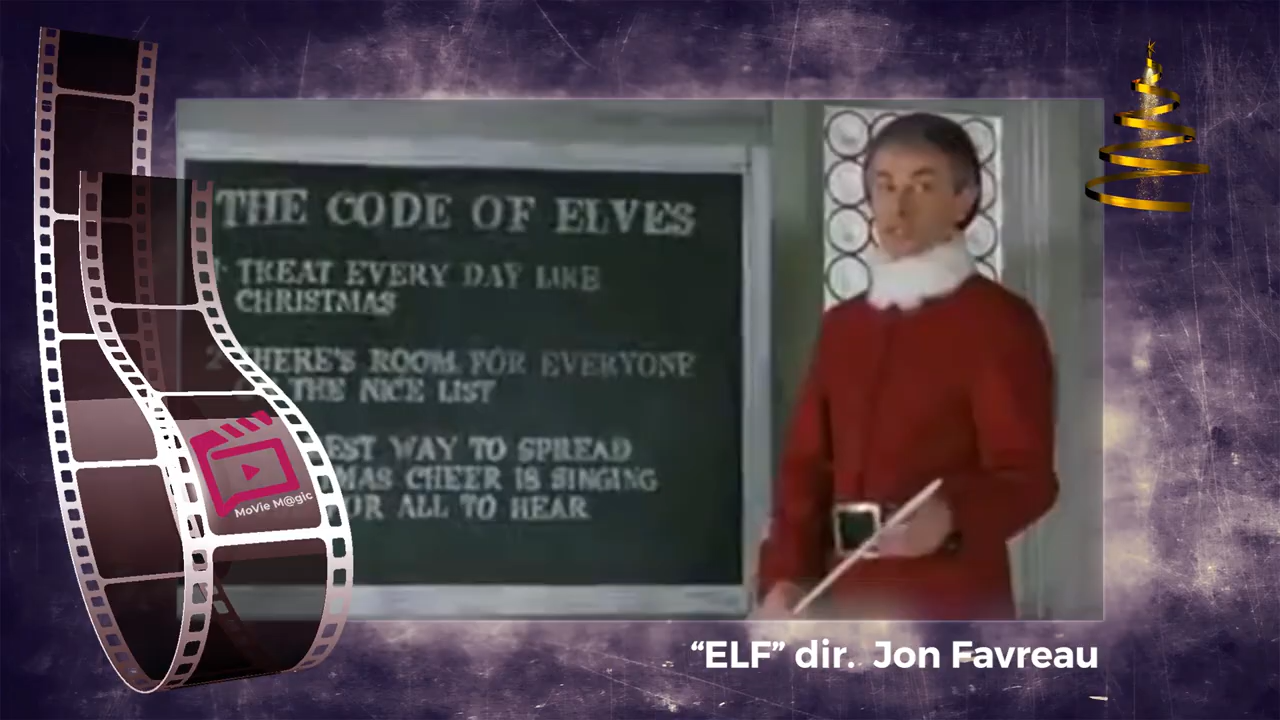 THE CODE OF ELVES
TREAT EVERY DAY LIKE
CHRISTMAS
2 HERE'S ROOM FOR EVERYONE
THE NICE LIST
EST WAY TO SPREAD
MAS CHEER IS SINGING
OR ALL TO HEAR
MoVie M@gic
“ELF” dir. Jon Favreau